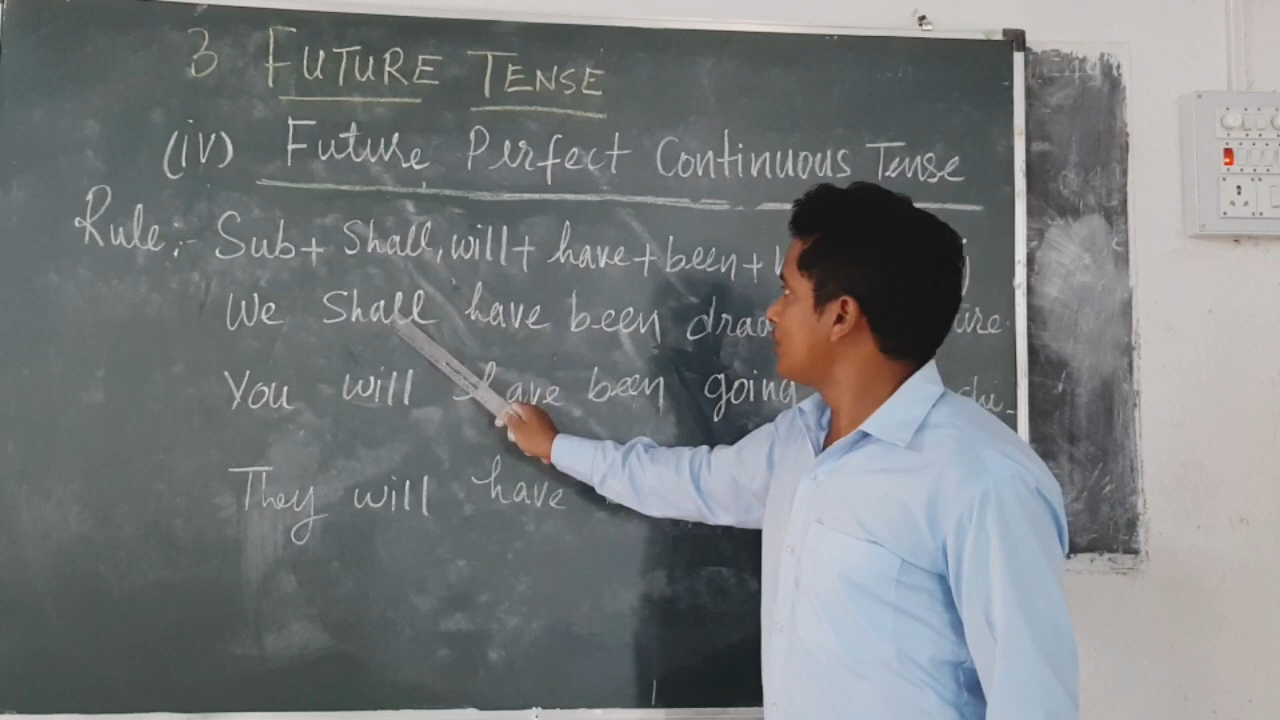 3 FUTURE TENSE
(iv) Future Perfect Continuous Tense
Rule:- Sub+ Shall, will+ have+been+
We Shall have been
You will have been going
They will have